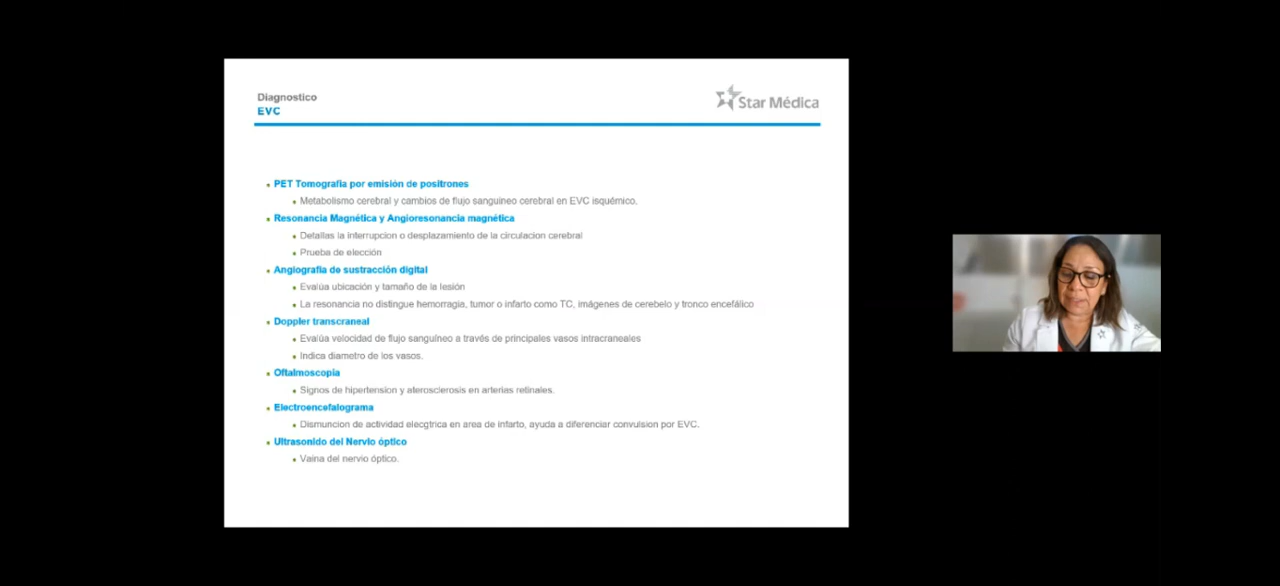 Diagnostico
EVC
Star Médica
PET Tomografía por emisión de positrones
Metabolismo cerebral y cambios de flujo sanguineo cerebral en EVC isquémico.
Resonancia Magnética y Angioresonancia magnética
Detallas la interrupcion o desplazamiento de la circulacion cerebral
Prueba de elección
Angiografía de sustracción digital
Evalúa ubicación y tamaño de la lesión
La resonancia no distingue hemorragia, tumor o infarto como TC, imágenes de cerebelo y tronco encefálico
Doppler transcraneal
Evalúa velocidad de flujo sanguíneo a través de principales vasos intracraneales
Indica diametro de los vasos.
Oftalmoscopía
Signos de hipertension y aterosclerosis en arterias retinales.
Electroencefalograma
Dismuncion de actividad elecgtrica en area de infarto, ayuda a diferenciar convulsion por EVC.
Ultrasonido del Nervio óptico
Vaina del nervio óptico.